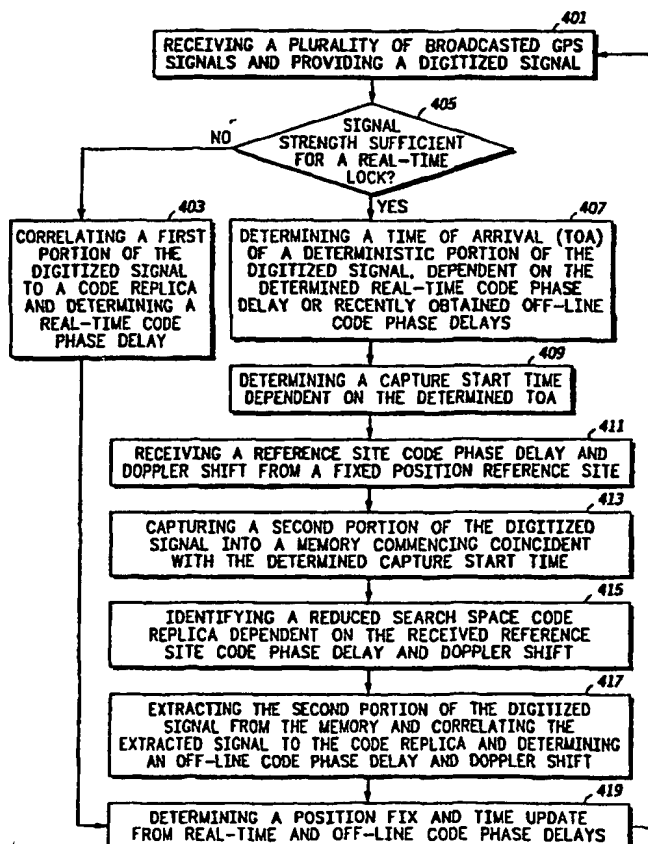 401
RECEIVING A PLURALITY OF BROADCASTED GPS
SIGNALS AND PROVIDING A DIGITIZED SIGNAL
405
SIGNAL
STRENGTH SUFFICIENT
FOR A REAL-TIME
LOCK?
NO
YES
403
CORRELATING A FIRST
PORTION OF THE
DIGITIZED SIGNAL
TO A CODE REPLICA
AND DETERMINING A
REAL-TIME CODE
PHASE DELAY
407
DETERMINING A TIME OF ARRIVAL (TOA)
OF A DETERMINISTIC PORTION OF THE
DIGITIZED SIGNAL, DEPENDENT ON THE
DETERMINED REAL-TIME CODE PHASE
DELAY OR RECENTLY OBTAINED OFF-LINE
CODE PHASE DELAYS
409
DETERMINING A CAPTURE START TIME
DEPENDENT ON THE DETERMINED TOA
411
RECEIVING A REFERENCE SITE CODE PHASE DELAY AND
DOPPLER SHIFT FROM A FIXED POSITION REFERENCE SITE
413
CAPTURING A SECOND PORTION OF THE DIGITIZED
SIGNAL INTO A MEMORY COMMENCING COINCIDENT
WITH THE DETERMINED CAPTURE START TIME
415
IDENTIFYING A REDUCED SEARCH SPACE CODE
REPLICA DEPENDENT ON THE RECEIVED REFERENCE
SITE CODE PHASE DELAY AND DOPPLER SHIFT
417
EXTRACTING THE SECOND PORTION OF THE DIGITIZED
SIGNAL FROM THE MEMORY AND CORRELATING THE
EXTRACTED SIGNAL TO THE CODE REPLICA AND DETERMINING
AN OFF-LINE CODE PHASE DELAY AND DOPPLER SHIFT
419
DETERMINING A POSITION FIX AND TIME UPDATE
FROM REAL-TIME AND OFF-LINE CODE PHASE DELAYS